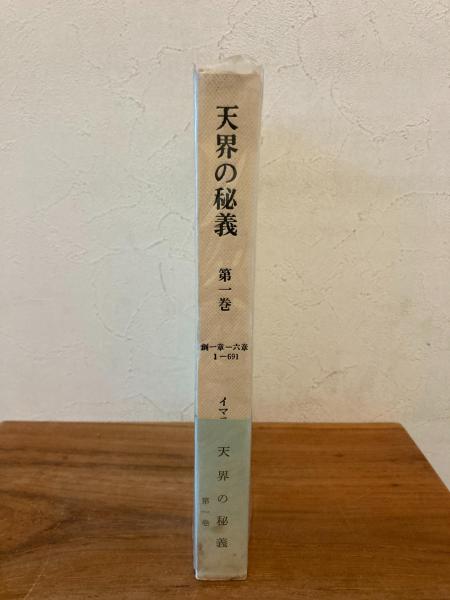 天界の秘義
第一巻
創一章—六章
1—691
イマ
天界の秘義
第一巻